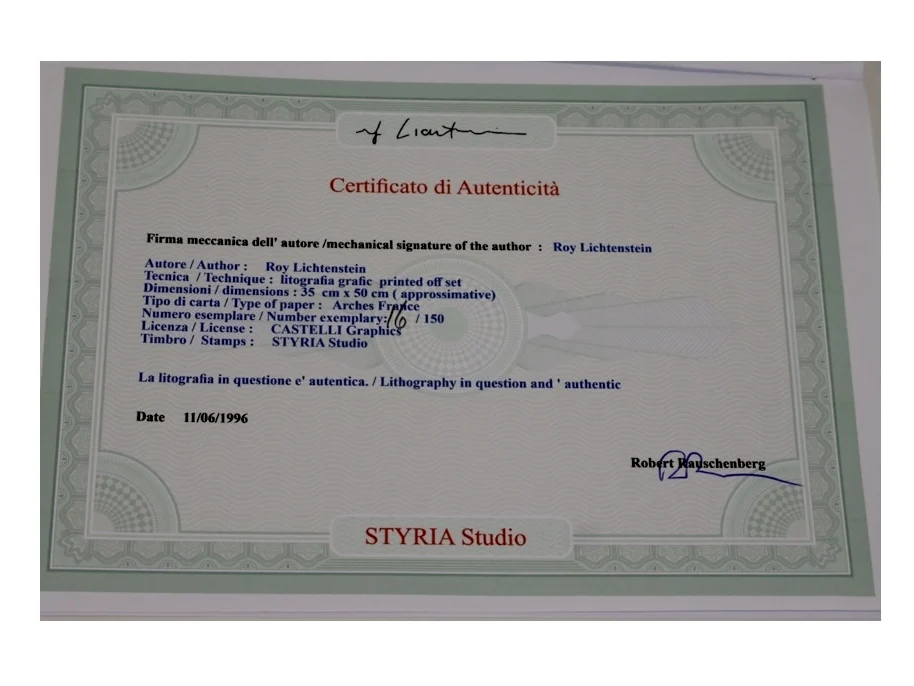 Certificato di Autenticità
Firma meccanica dell' autore /mechanical signature of the author : Roy Lichtenstein
Autore / Author : Roy Lichtenstein
Tecnica / Technique : litografia grafic printed off set
Dimensioni / dimensions : 35 cm x 50 cm ( approssimative)
Tipo di carta / Type of paper : Arches France
Numero esemplare / Number exemplary: 16 / 150
Licenza / License : CASTELLI Graphics
Timbro / Stamps : STYRIA Studio
La litografia in questione e' autentica. / Lithography in question and ' authentic
Date 11/06/1996
Robert Rauschenberg
STYRIA Studio